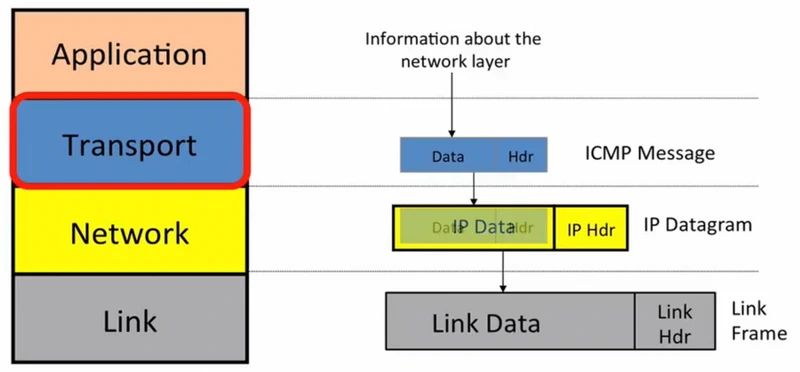 Application
Transport
Network
Link
Information about the
network layer
Data Hdr
ICMP Message
Data Hdr
IP Data
IP Hdr
IP Datagram
Link Data
Link
Hdr
Link
Frame